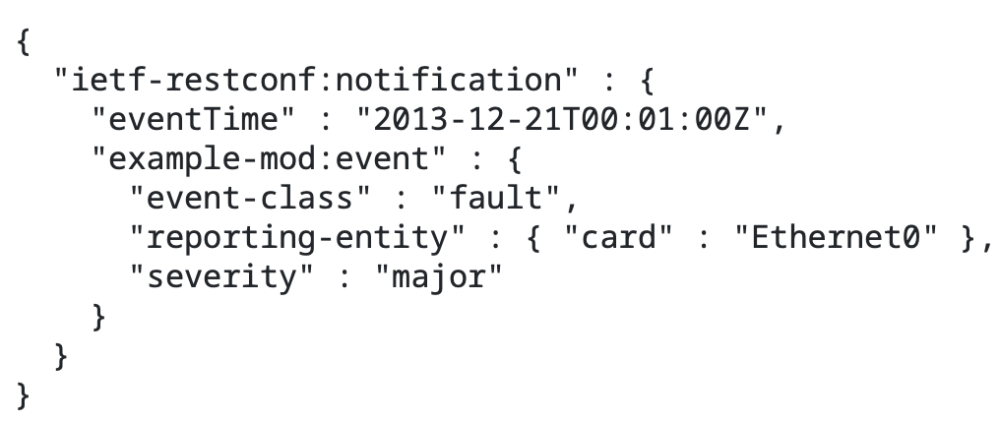 {
  "ietf-restconf:notification" : {
    "eventTime" : "2013-12-21T00:01:00Z",
    "example-mod:event" : {
      "event-class" : "fault",
      "reporting-entity" : { "card" : "Ethernet0" },
      "severity" : "major"
    }
  }
}